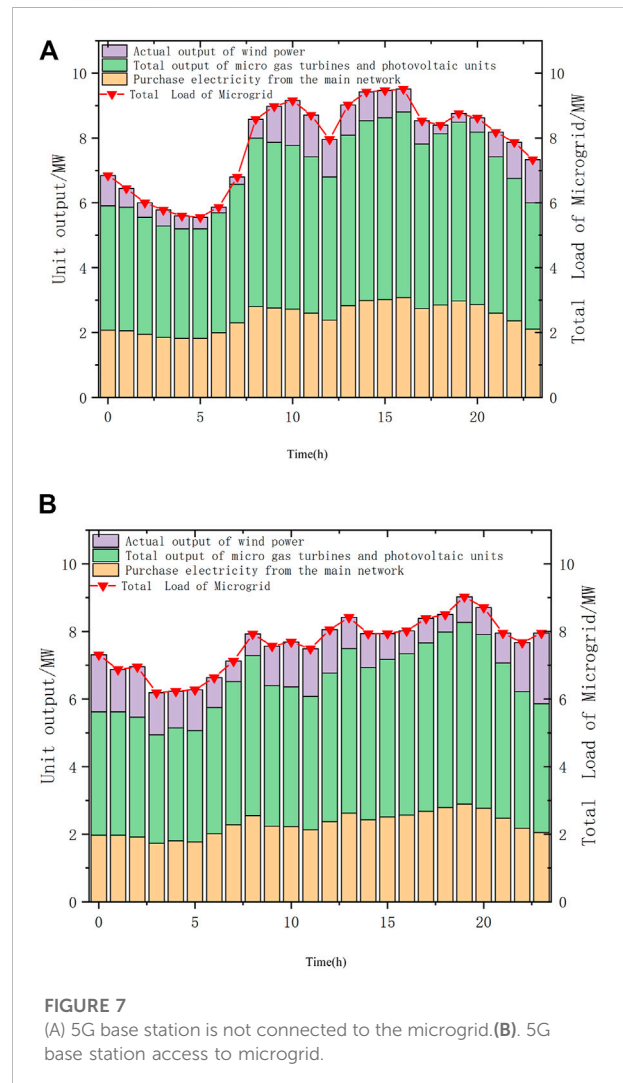 A
Actual output of wind power
Total output of micro gas turbines and photovoltaic units
Purchase electricity from the main network
Total Load of Microgrid
Unit output/MW
10
8
6
4
2
0
Total Load of Microgrid/MW
10
8
6
4
2
0
0 5 10 15 20
Time(h)
B
Actual output of wind power
Total output of micro gas turbines and photovoltaic units
Purchase electricity from the main network
Total Load of Microgrid
Unit output/MW
10
8
6
4
2
0
Total Load of Microgrid/MW
10
8
6
4
2
0
0 5 10 15 20
Time(h)
FIGURE 7
(A) 5G base station is not connected to the microgrid.(B). 5G
base station access to microgrid.